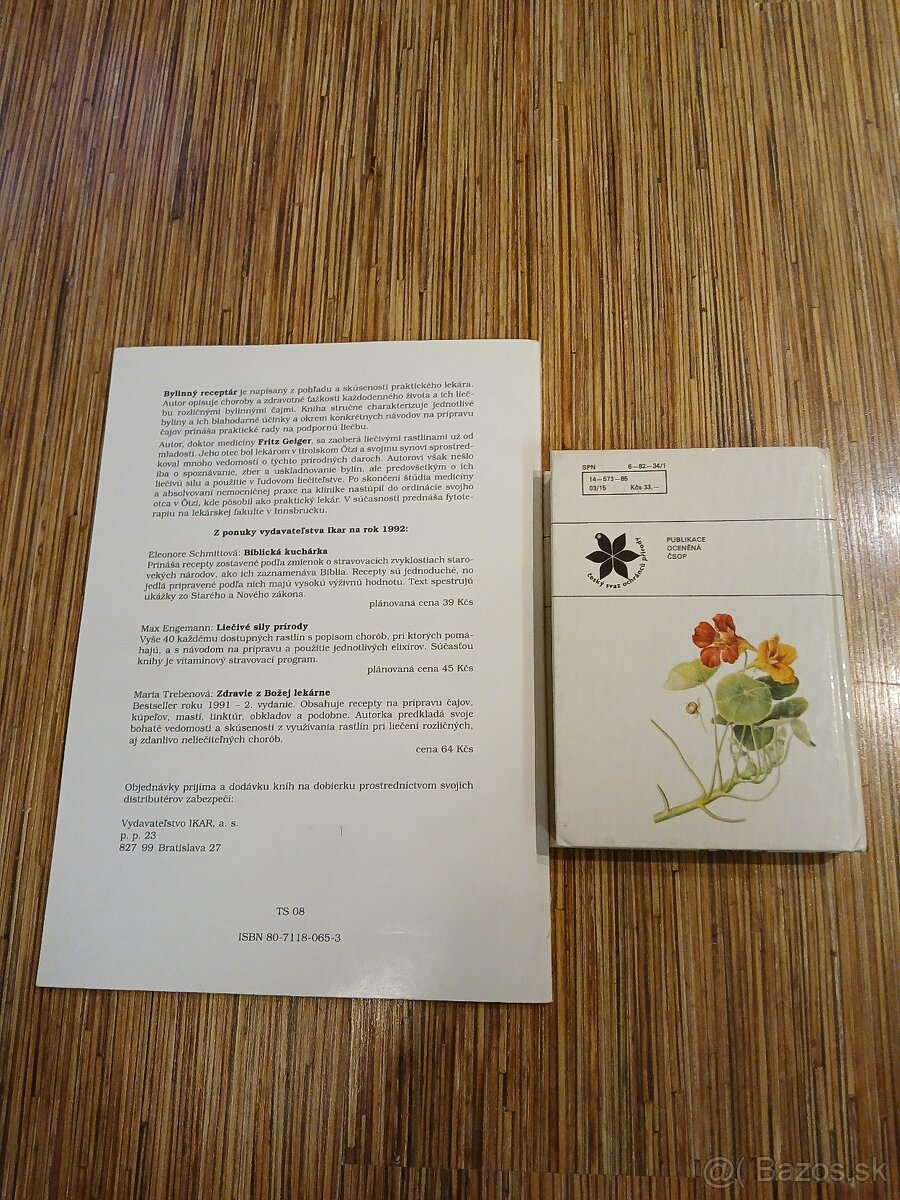 Bylinný receptár je napísaný z pohľadu a skúseností praktického lekára.
Autor opisuje choroby a zdravotné ťažkosti každodenného života a ich lieč-
bu rozličnými bylinnými čajmi. Kniha stručne charakterizuje jednotlivé
byliny a ich blahodarné účinky a okrem konkrétnych návodov na prípravu
čajov prináša praktické rady na podpornú liečbu.
Autor, doktor medicíny Fritz Geiger, sa zaoberá liečivými rastlinami už od
mladosti. Jeho otec bol lekárom v tirolskom Ötzi a svojmu synovi sprostred-
koval mnoho vedomostí o týchto prírodných daroch. Autorovi však nešlo
iba o spoznávanie, zber a uskladňovanie bylín, ale predovšetkým o ich
liečivú silu a použitie v ľudovom liečiteľstve. Po skončení štúdia medicíny
a absolvovaní nemocničnej praxe na klinike nastúpil do ordinácie svojho
otca v Ötzi, kde pôsobil ako praktický lekár. V súčasnosti prednáša fytote-
rapiu na lekárskej fakulte v Innsbrucku.
Z ponuky vydavateľstva Ikar na rok 1992:
Eleonore Schmittová: Biblická kuchárka
Prináša recepty zostavené podľa zmienok o stravovacích zvyklostiach staro-
vekých národov, ako ich zaznamenáva Biblia. Recepty sú jednoduché, no
jedlá pripravené podľa nich majú vysokú výživnú hodnotu. Text spestrujú
ukážky zo Starého a Nového zákona.
plánovaná cena 39 Kčs
Max Engemann: Liečivé sily prírody
Vyše 40 každému dostupných rastlín s popisom chorôb, pri ktorých pomá-
hajú, a s návodom na prípravu a použitie jednotlivých elixírov. Súčasťou
knihy je vitamínový stravovací program.
plánovaná cena 45 Kčs
Maria Trebenová: Zdravie z Božej lekárne
Bestseller roku 1991 – 2. vydanie. Obsahuje recepty na prípravu čajov,
kúpeľov, mastí, tinktúr, obkladov a podobne. Autorka predkladá svoje
bohaté vedomosti a skúsenosti z využívania rastlín pri liečení rozličných,
aj zdanlivo neliečiteľných chorôb.
cena 64 Kčs
Objednávky prijíma a dodávku kníh na dobierku prostredníctvom svojich
distributérov zabezpečí:
Vydavateľstvo IKAR, a. s.
p. p. 23
827 99 Bratislava 27
TS 08
ISBN 80-7118-065-3
SPN 6—82—34/1
14—573—85
03/15 Kčs 33,—
český svaz ochránců přírody
PUBLIKACE
OCENĚNÁ
ČSOP
@( Bazos.sk